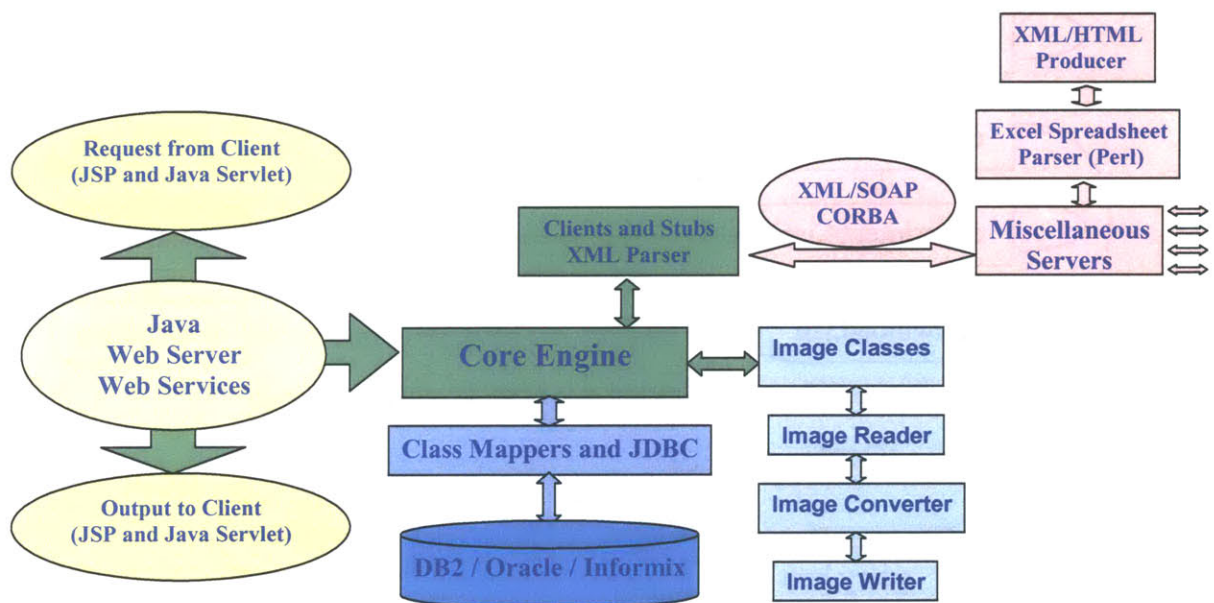 XML/HTML
Producer
Request from Client
(JSP and Java Servlet)
Excel Spreadsheet
Parser (Perl)
XML/SOAP
CORBA
Clients and Stubs
XML Parser
Miscellaneous
Servers
Java
Web Server
Web Services
Core Engine
Image Classes
Class Mappers and JDBC
Image Reader
Output to Client
(JSP and Java Servlet)
Image Converter
DB2 / Oracle / Informix
Image Writer